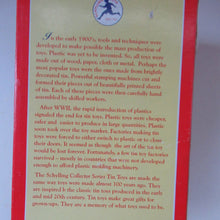 In the early 1900's, tools and techniques were
developed to make possible the mass production of
toys. Plastic was yet to be invented. So, all toys were
made out of wood, paper, cloth or metal. Perhaps the
most popular toys were the ones made from brightly
decorated tin. Powerful stamping machines cut and
formed their pieces out of beautifully printed sheets
of tin. Each of these pieces were then carefully hand
assembled by skilled workers.
After WWII, the rapid introduction of plastics
signaled the end for tin toys. Plastic toys were cheaper,
safer and easier to produce in large quantities. Plastic
soon took over the toy market. Factories making tin
toys were forced to either switch to plastic or to close
their doors. It seemed as though the art of the tin toy
would be lost forever. Fortunately, a few tin toy factories
survived – mostly in countries that were not developed
enough to afford plastic molding machinery.
The Schylling Collector Series Tin Toys are made the
same way toys were made almost 100 years ago. They
are inspired by the classic tin toys produced in the early
and mid 20th century. Tin toys make great gifts for
grown-ups. They are a memory of what toys used to be.